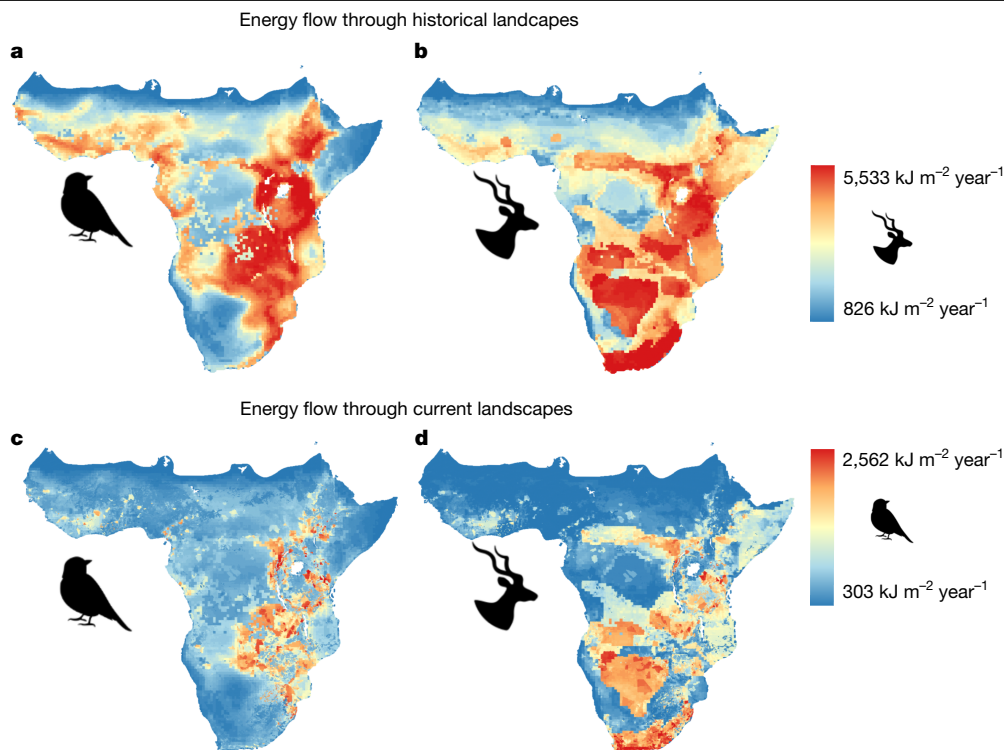 Energy flow through historical landcapes
a
b
5,533 kJ m⁻² year⁻¹
826 kJ m⁻² year⁻¹
Energy flow through current landscapes
c
d
2,562 kJ m⁻² year⁻¹
303 kJ m⁻² year⁻¹